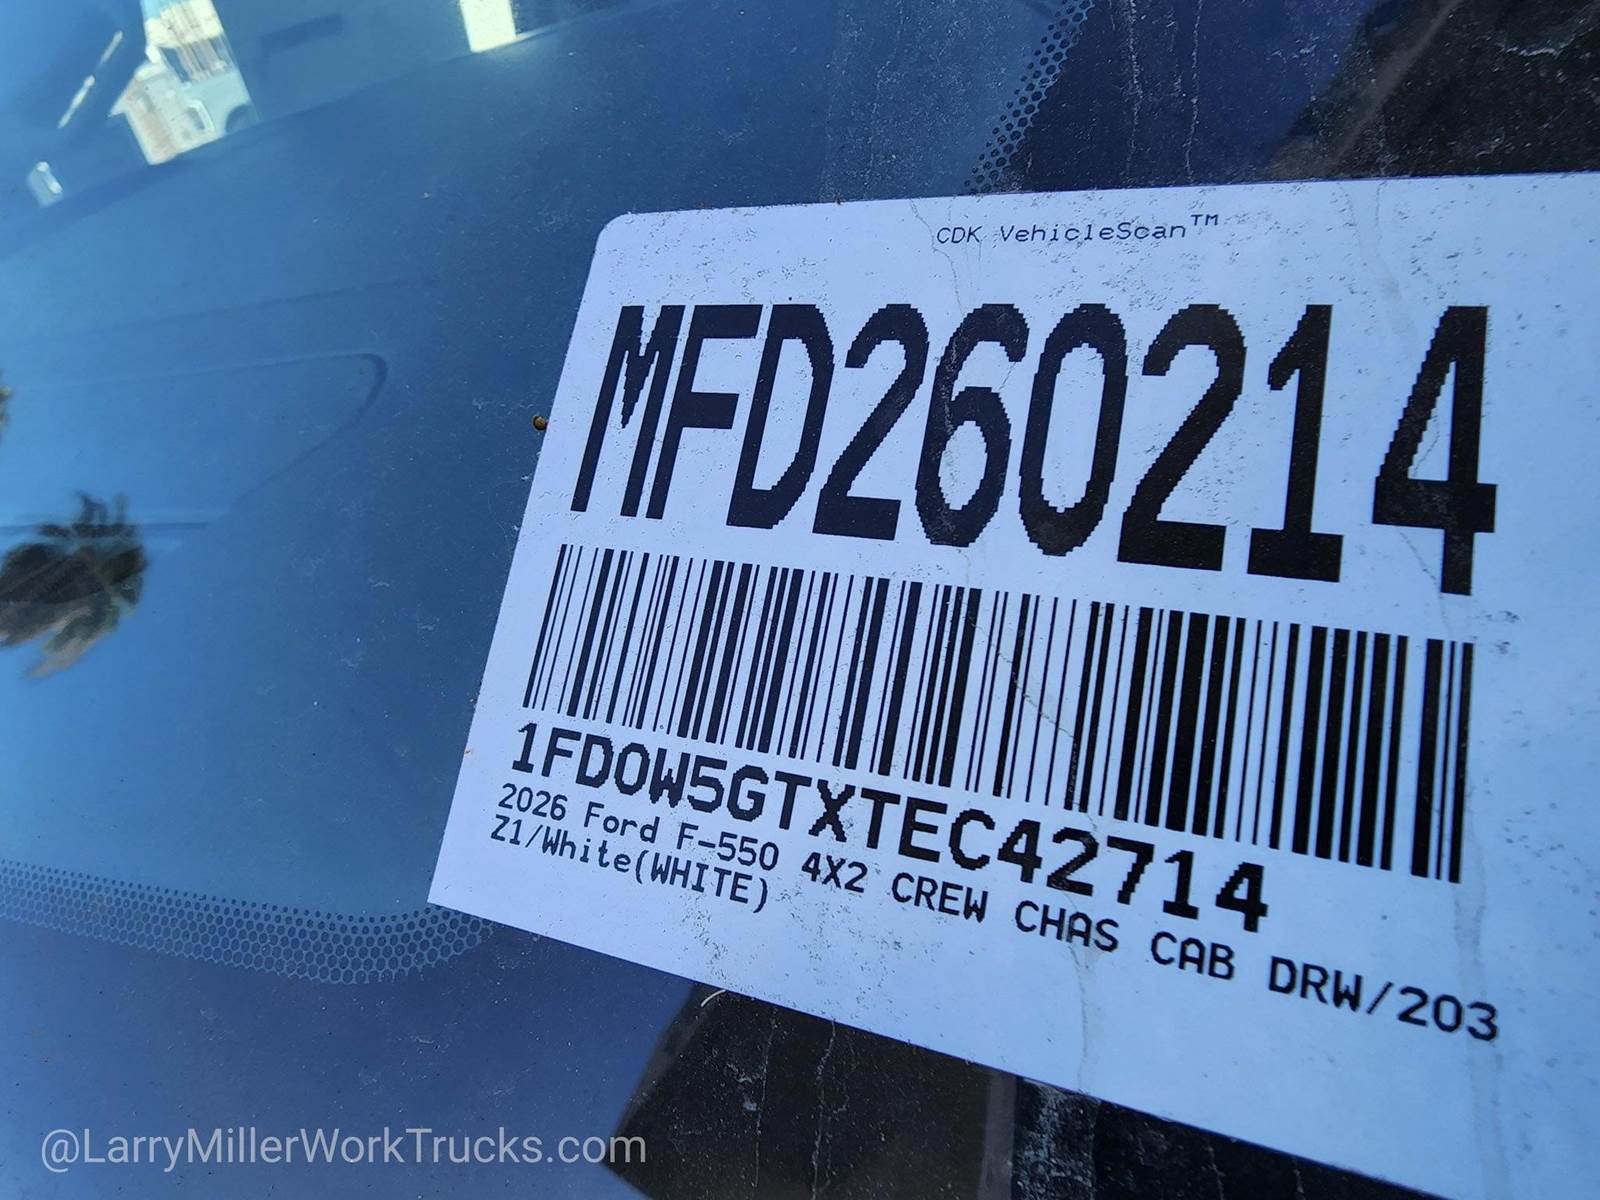 CDK VehicleScan™
MFD260214
1FD0W5GTXTEC42714
2026 Ford F-550 4X2 CREW CHAS CAB DRW/203
Z1/White(WHITE)
@LarryMillerWorkTrucks.com